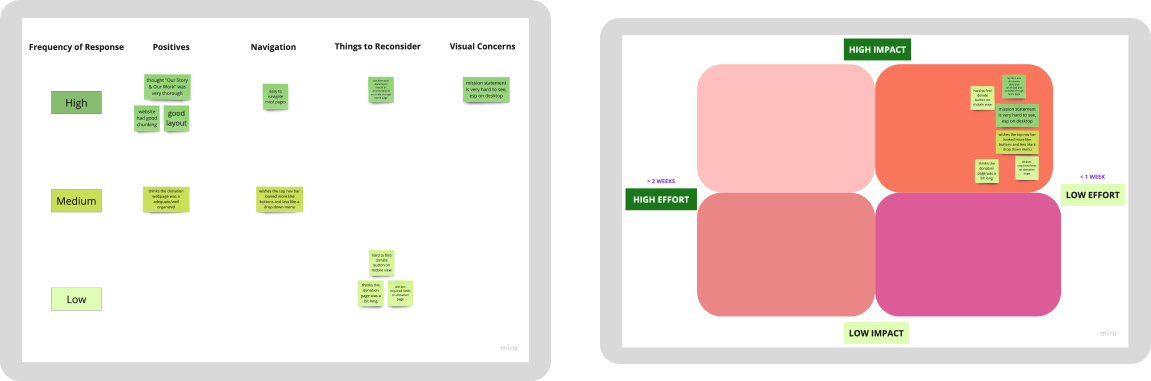 Frequency of Response
Positives
Navigation
Things to Reconsider
Visual Concerns
High
thought "Our Story
& Our Work" was
very thorough
website
had good
chunking
good
layout
easy to
navigate
most pages
mission statement
is very hard to see,
esp on desktop
Medium
thinks the donation
webpage was a
adequate/well
organized
wishes the top nav bar
looked more like
buttons and less like a
drop down menu
Low
hard to find
donate
button on
mobile view
thinks the
donation
page was a
bit long
required fields
on donation
page
miro
HIGH IMPACT
hard to find
donate
button on
mobile view
mission statement
is very hard to see,
esp on desktop
wishes the top nav bar
looked more like
buttons and less like a
drop down menu
thinks the
donation
page was a
bit long
required fields
on donation
page
> 2 WEEKS
HIGH EFFORT
< 1 WEEK
LOW EFFORT
LOW IMPACT
miro